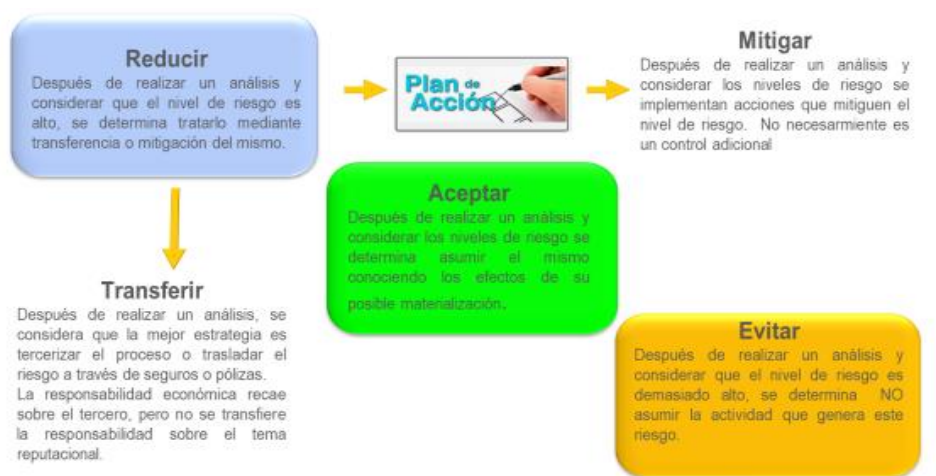 Reducir
Después de realizar un análisis y
considerar que el nivel de riesgo es
alto, se determina tratarlo mediante
transferencia o mitigación del mismo.
Plan de
Acción
Mitigar
Después de realizar un análisis y
considerar los niveles de riesgo se
implementan acciones que mitiguen el
nivel de riesgo. No necesarmiente es
un control adicional
Aceptar
Después de realizar un análisis y
considerar los niveles de riesgo se
determina asumir el mismo
conociendo los efectos de su
posible materialización.
Transferir
Después de realizar un análisis, se
considera que la mejor estrategia es
tercerizar el proceso o trasladar el
riesgo a través de seguros o pólizas.
La responsabilidad económica recae
sobre el tercero, pero no se transfiere
la responsabilidad sobre el tema
reputacional.
Evitar
Después de realizar un análisis y
considerar que el nivel de riesgo es
demasiado alto, se determina NO
asumir la actividad que genera este
riesgo.